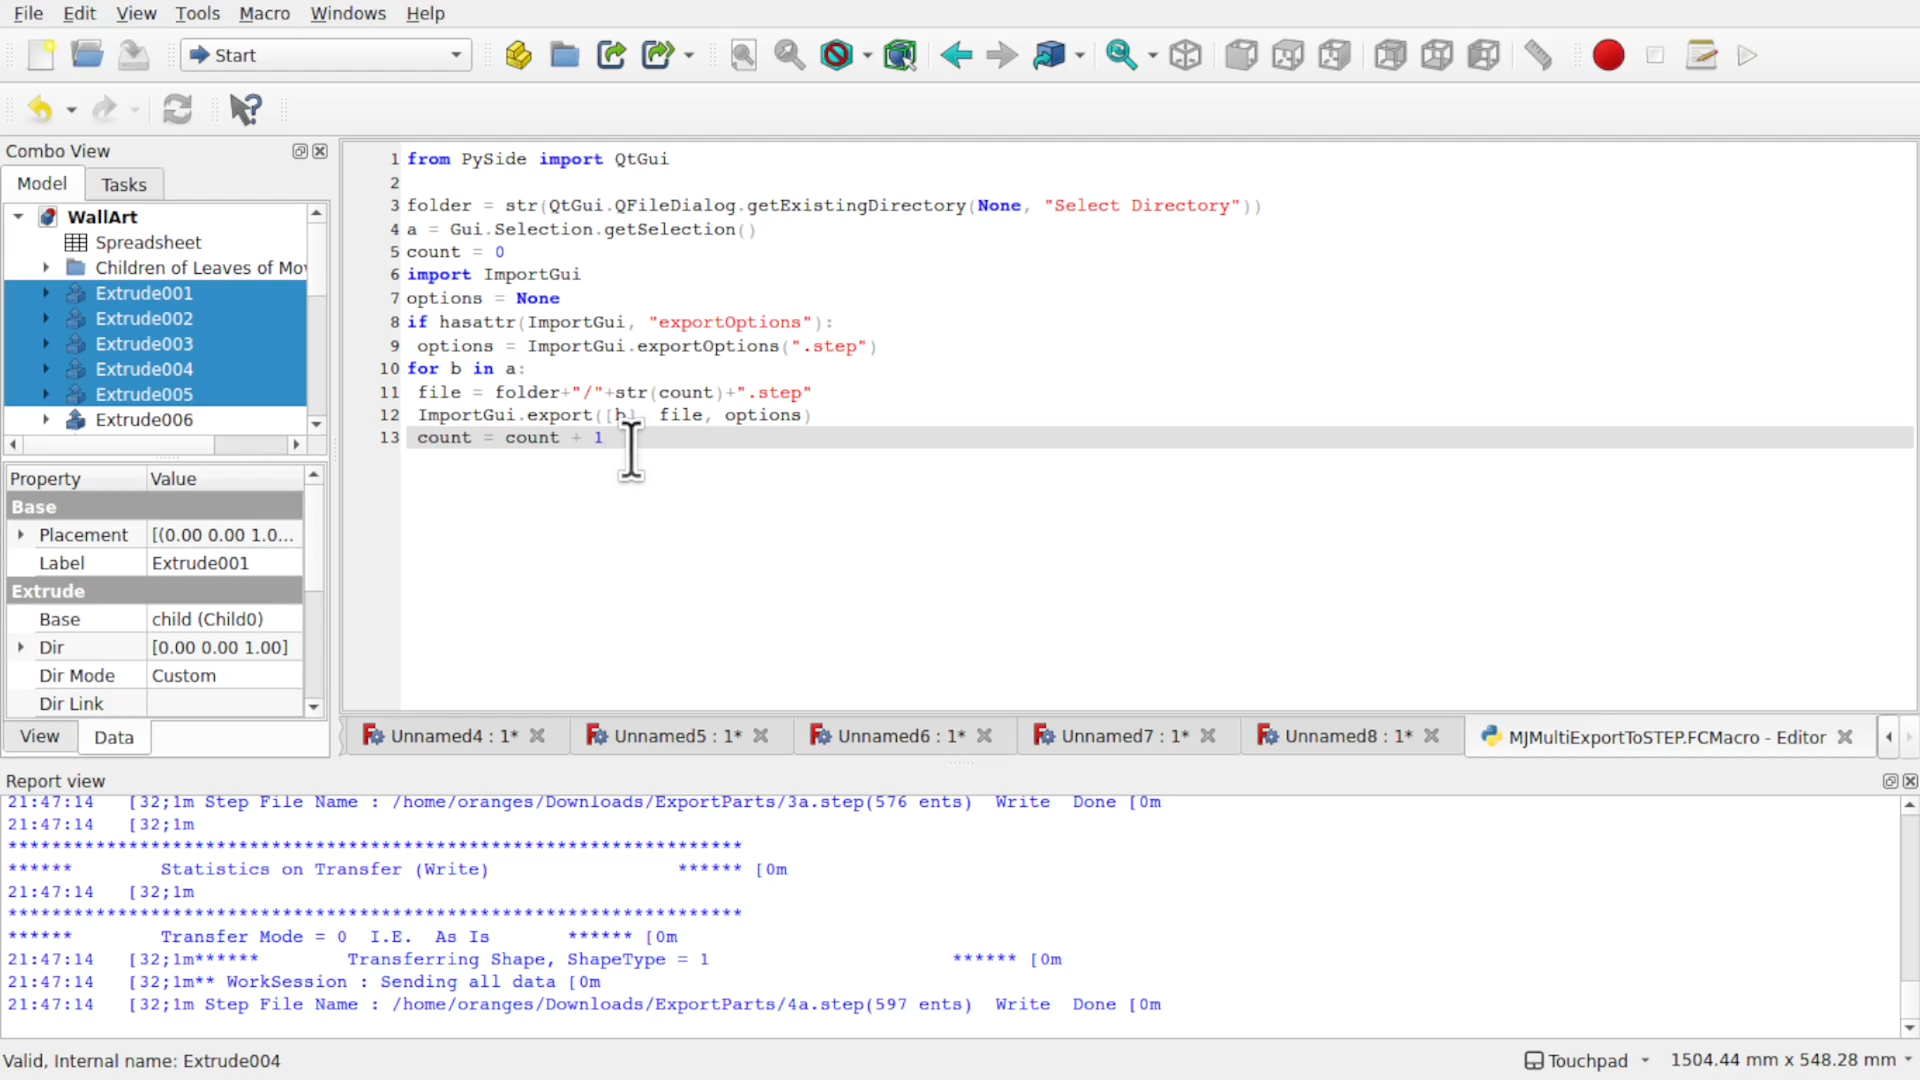 File Edit View Tools Macro Windows Help
Start
Combo View
Model Tasks
WallArt
Spreadsheet
Children of Leaves of Mo
Extrude001
Extrude002
Extrude003
Extrude004
Extrude005
Extrude006
Property Value
Base
Placement [(0.00 0.00 1.0...
Label Extrude001
Extrude
Base child (Child0)
Dir [0.00 0.00 1.00]
Dir Mode Custom
Dir Link
View Data
1 from PySide import QtGui
2
3 folder = str(QtGui.QFileDialog.getExistingDirectory(None, "Select Directory"))
4 a = Gui.Selection.getSelection()
5 count = 0
6 import ImportGui
7 options = None
8 if hasattr(ImportGui, "exportOptions"):
9 options = ImportGui.exportOptions(".step")
10 for b in a:
11 file = folder+"/"+str(count)+".step"
12 ImportGui.export([b], file, options)
13 count = count + 1
Unnamed4 : 1* Unnamed5 : 1* Unnamed6 : 1* Unnamed7 : 1* Unnamed8 : 1* MJMultiExportToSTEP.FCMacro - Editor
Report view
21:47:14 [32;1m Step File Name : /home/oranges/Downloads/ExportParts/3a.step(576 ents) Write Done [0m
21:47:14 [32;1m
*******************************************************************
****** Statistics on Transfer (Write) ****** [0m
21:47:14 [32;1m
*******************************************************************
****** Transfer Mode = 0 I.E. As Is ****** [0m
21:47:14 [32;1m****** Transferring Shape, ShapeType = 1 ****** [0m
21:47:14 [32;1m** WorkSession : Sending all data [0m
21:47:14 [32;1m Step File Name : /home/oranges/Downloads/ExportParts/4a.step(597 ents) Write Done [0m
Valid, Internal name: Extrude004
Touchpad 1504.44 mm x 548.28 mm